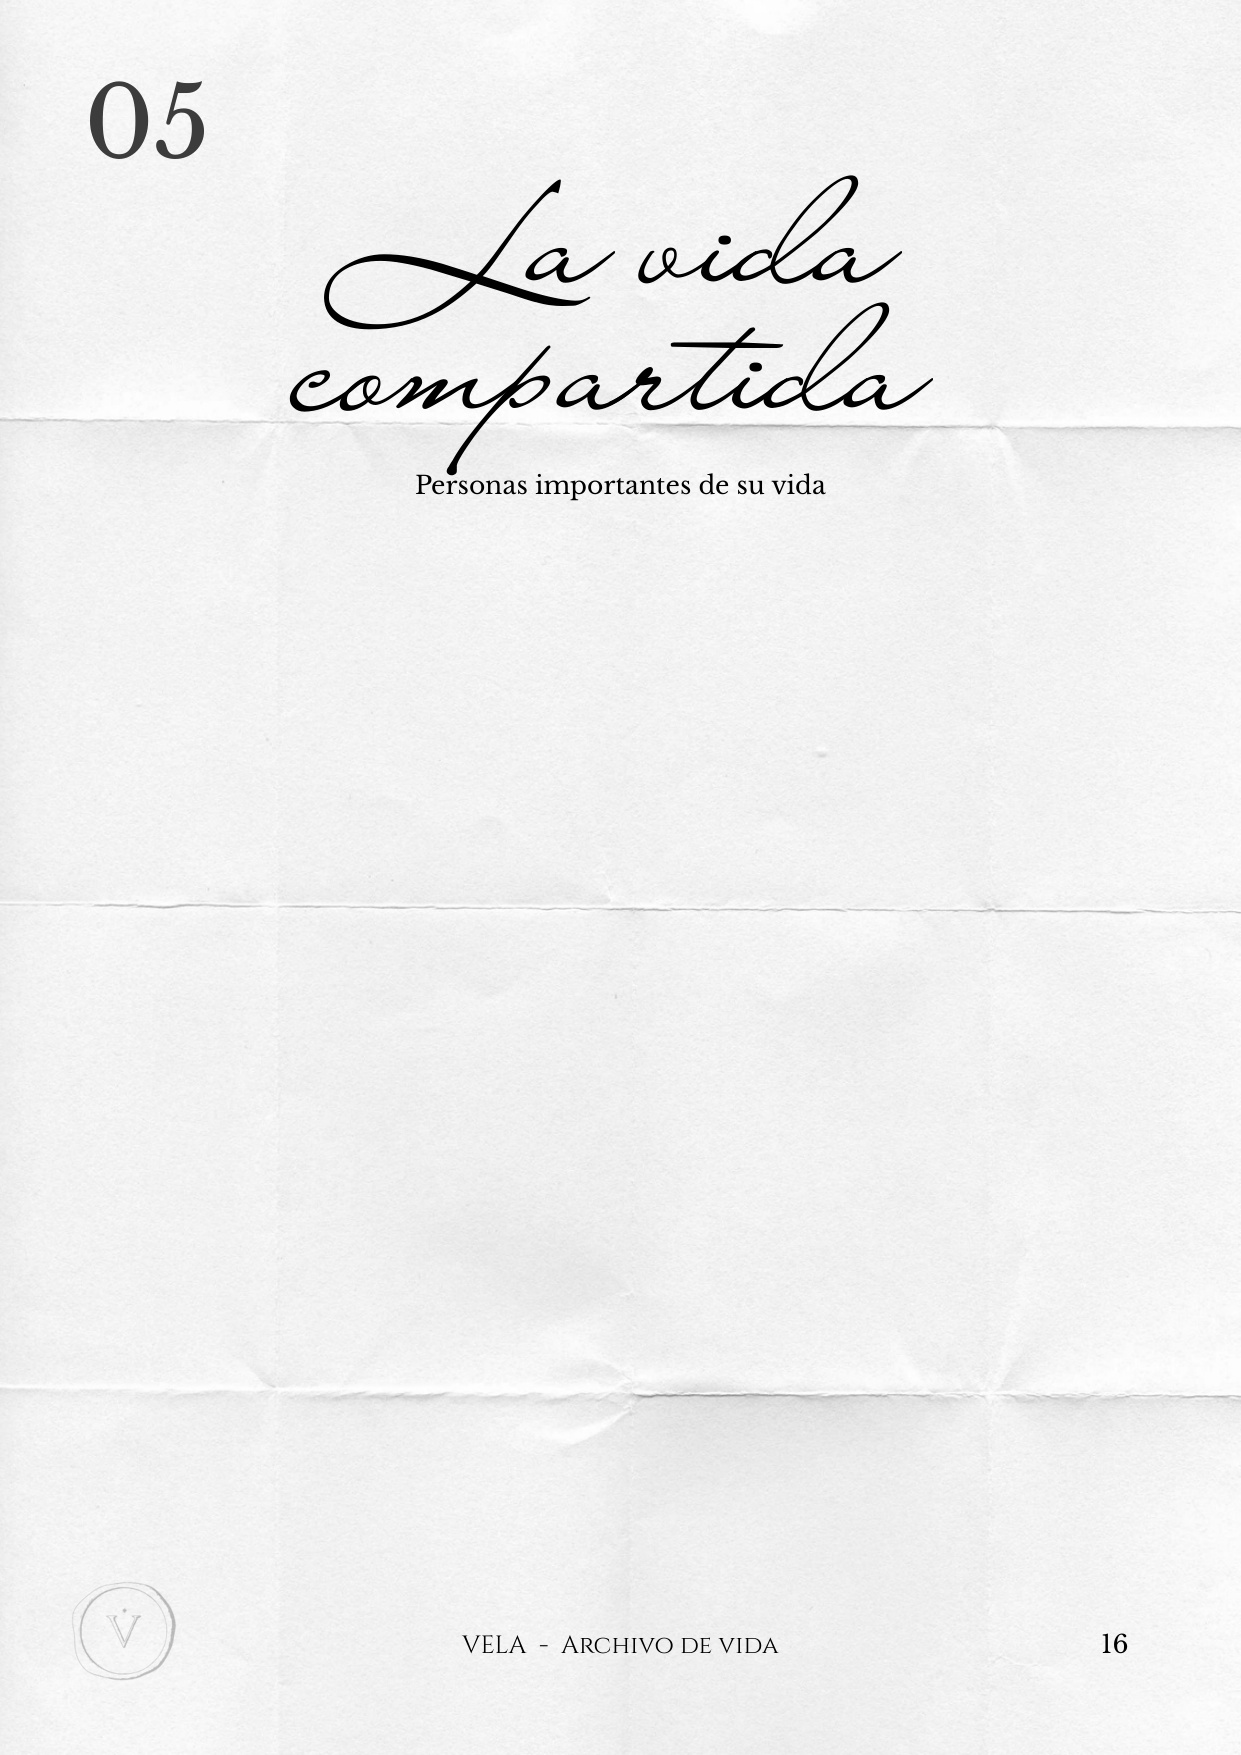 05
La vida
compartida
Personas importantes de su vida
V
VELA - ARCHIVO DE VIDA
16